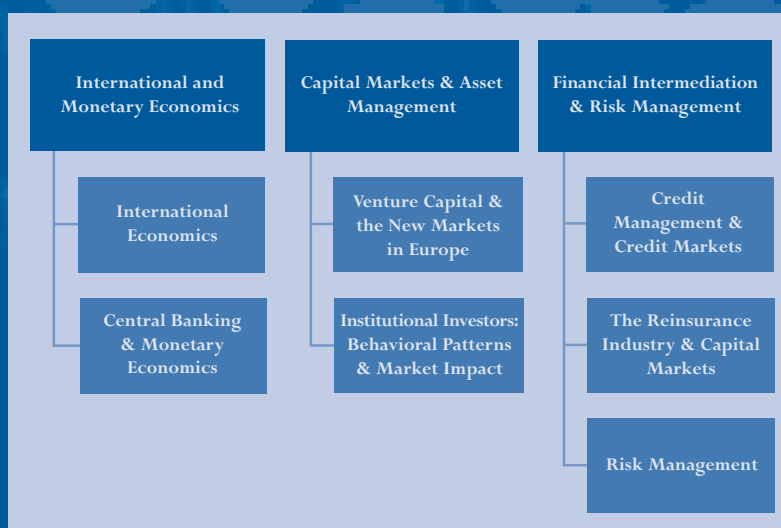 International and
Monetary Economics
International
Economics
Central Banking
& Monetary
Economics
Capital Markets & Asset
Management
Venture Capital &
the New Markets
in Europe
Institutional Investors:
Behavioral Patterns
& Market Impact
Financial Intermediation
& Risk Management
Credit
Management &
Credit Markets
The Reinsurance
Industry & Capital
Markets
Risk Management